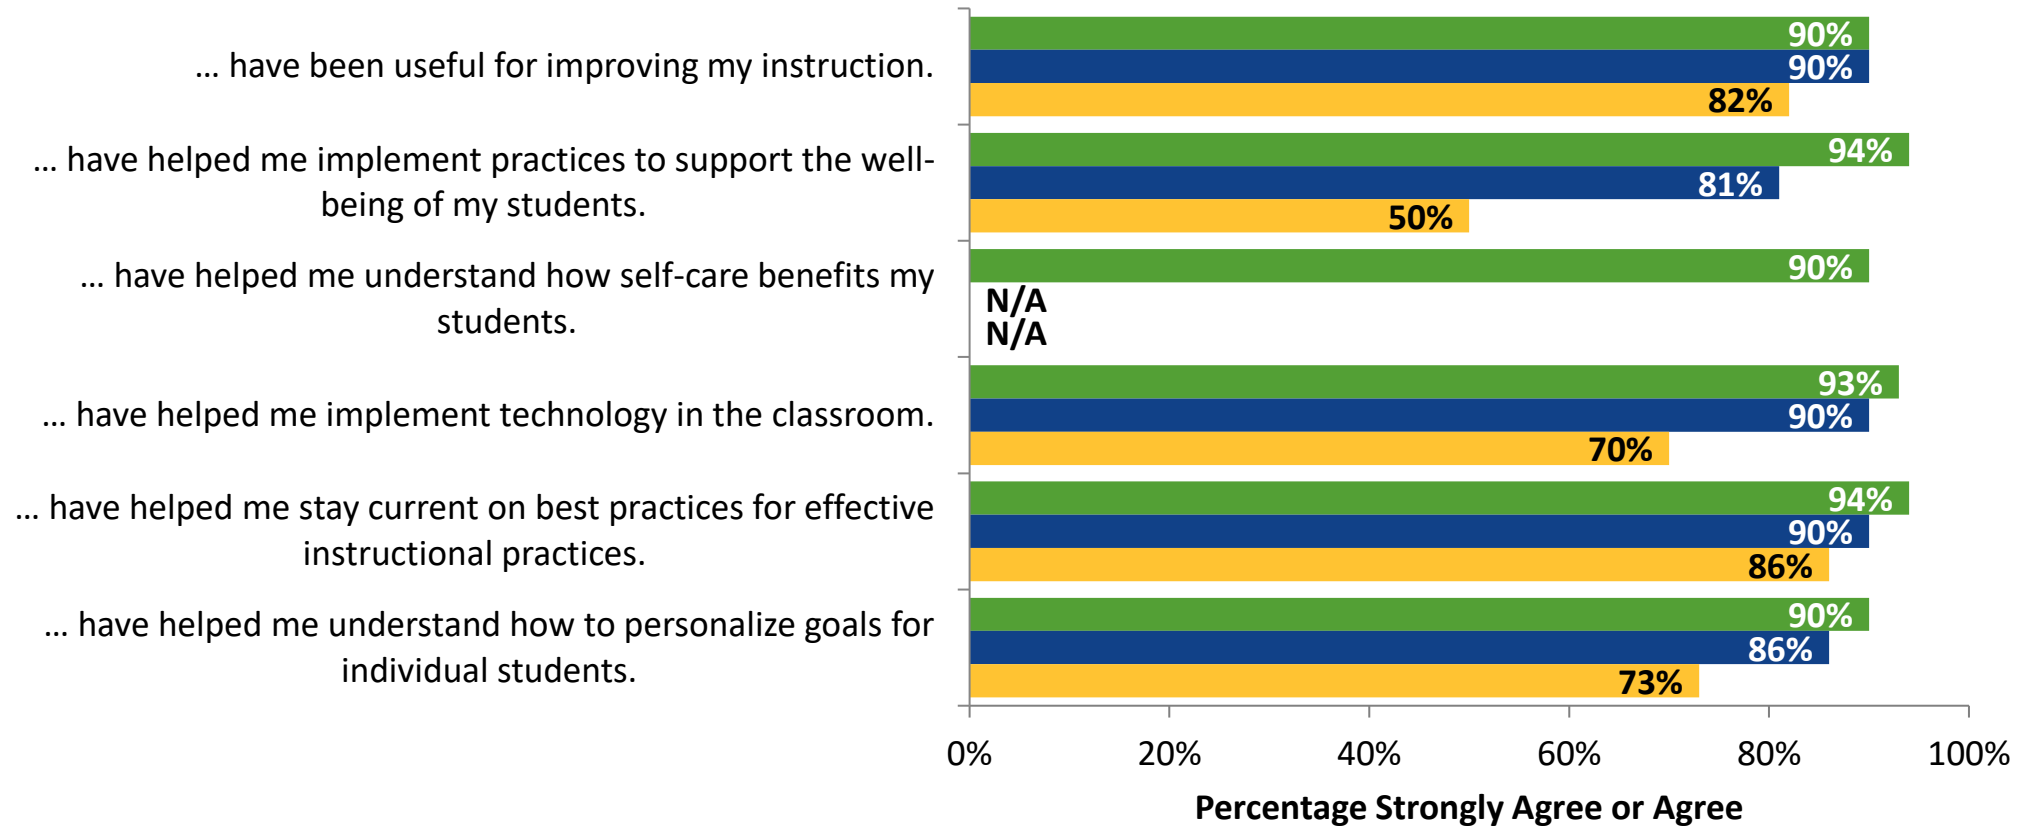 ... have been useful for improving my instruction.
90%
90%
82%
... have helped me implement practices to support the well-
being of my students.
94%
81%
50%
... have helped me understand how self-care benefits my
students.
90%
N/A
N/A
... have helped me implement technology in the classroom.
93%
90%
70%
... have helped me stay current on best practices for effective
instructional practices.
94%
90%
86%
... have helped me understand how to personalize goals for
individual students.
90%
86%
73%
0% 20% 40% 60% 80% 100%
Percentage Strongly Agree or Agree